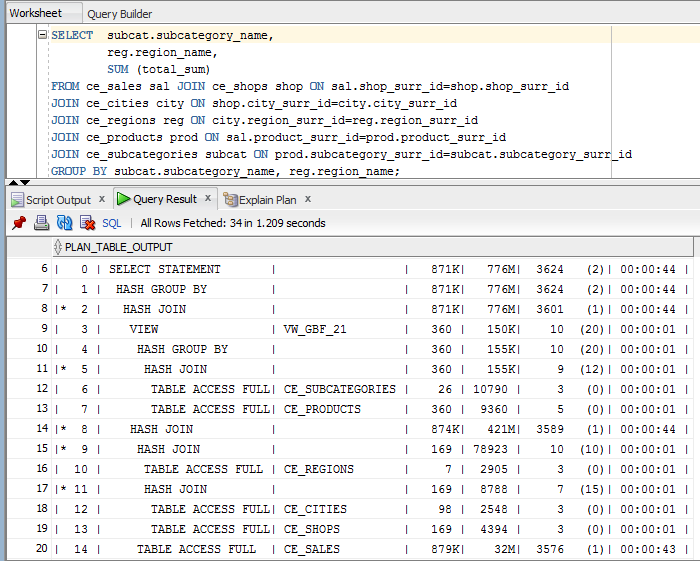 Worksheet Query Builder
SELECT subcat.subcategory_name,
reg.region_name,
SUM (total_sum)
FROM ce_sales sal JOIN ce_shops shop ON sal.shop_surr_id=shop.shop_surr_id
JOIN ce_cities city ON shop.city_surr_id=city.city_surr_id
JOIN ce_regions reg ON city.region_surr_id=reg.region_surr_id
JOIN ce_products prod ON sal.product_surr_id=prod.product_surr_id
JOIN ce_subcategories subcat ON prod.subcategory_surr_id=subcat.subcategory_surr_id
GROUP BY subcat.subcategory_name, reg.region_name;
Script Output x Query Result x Explain Plan x
SQL | All Rows Fetched: 34 in 1.209 seconds
PLAN_TABLE_OUTPUT
6 | 0 | SELECT STATEMENT | | 871K| 776M| 3624 (2)| 00:00:44 |
7 | 1 | HASH GROUP BY | | 871K| 776M| 3624 (2)| 00:00:44 |
8 |* 2 | HASH JOIN | | 871K| 776M| 3601 (1)| 00:00:44 |
9 | 3 | VIEW | VW_GBF_21 | 360 | 150K| 10 (20)| 00:00:01 |
10 | 4 | HASH GROUP BY | | 360 | 155K| 10 (20)| 00:00:01 |
11 |* 5 | HASH JOIN | | 360 | 155K| 9 (12)| 00:00:01 |
12 | 6 | TABLE ACCESS FULL| CE_SUBCATEGORIES | 26 | 10790 | 3 (0)| 00:00:01 |
13 | 7 | TABLE ACCESS FULL| CE_PRODUCTS | 360 | 9360 | 5 (0)| 00:00:01 |
14 |* 8 | HASH JOIN | | 874K| 421M| 3589 (1)| 00:00:44 |
15 |* 9 | HASH JOIN | | 169 | 78923 | 10 (10)| 00:00:01 |
16 | 10 | TABLE ACCESS FULL | CE_REGIONS | 7 | 2905 | 3 (0)| 00:00:01 |
17 |* 11 | HASH JOIN | | 169 | 8788 | 7 (15)| 00:00:01 |
18 | 12 | TABLE ACCESS FULL| CE_CITIES | 98 | 2548 | 3 (0)| 00:00:01 |
19 | 13 | TABLE ACCESS FULL| CE_SHOPS | 169 | 4394 | 3 (0)| 00:00:01 |
20 | 14 | TABLE ACCESS FULL | CE_SALES | 879K| 32M| 3576 (1)| 00:00:43 |